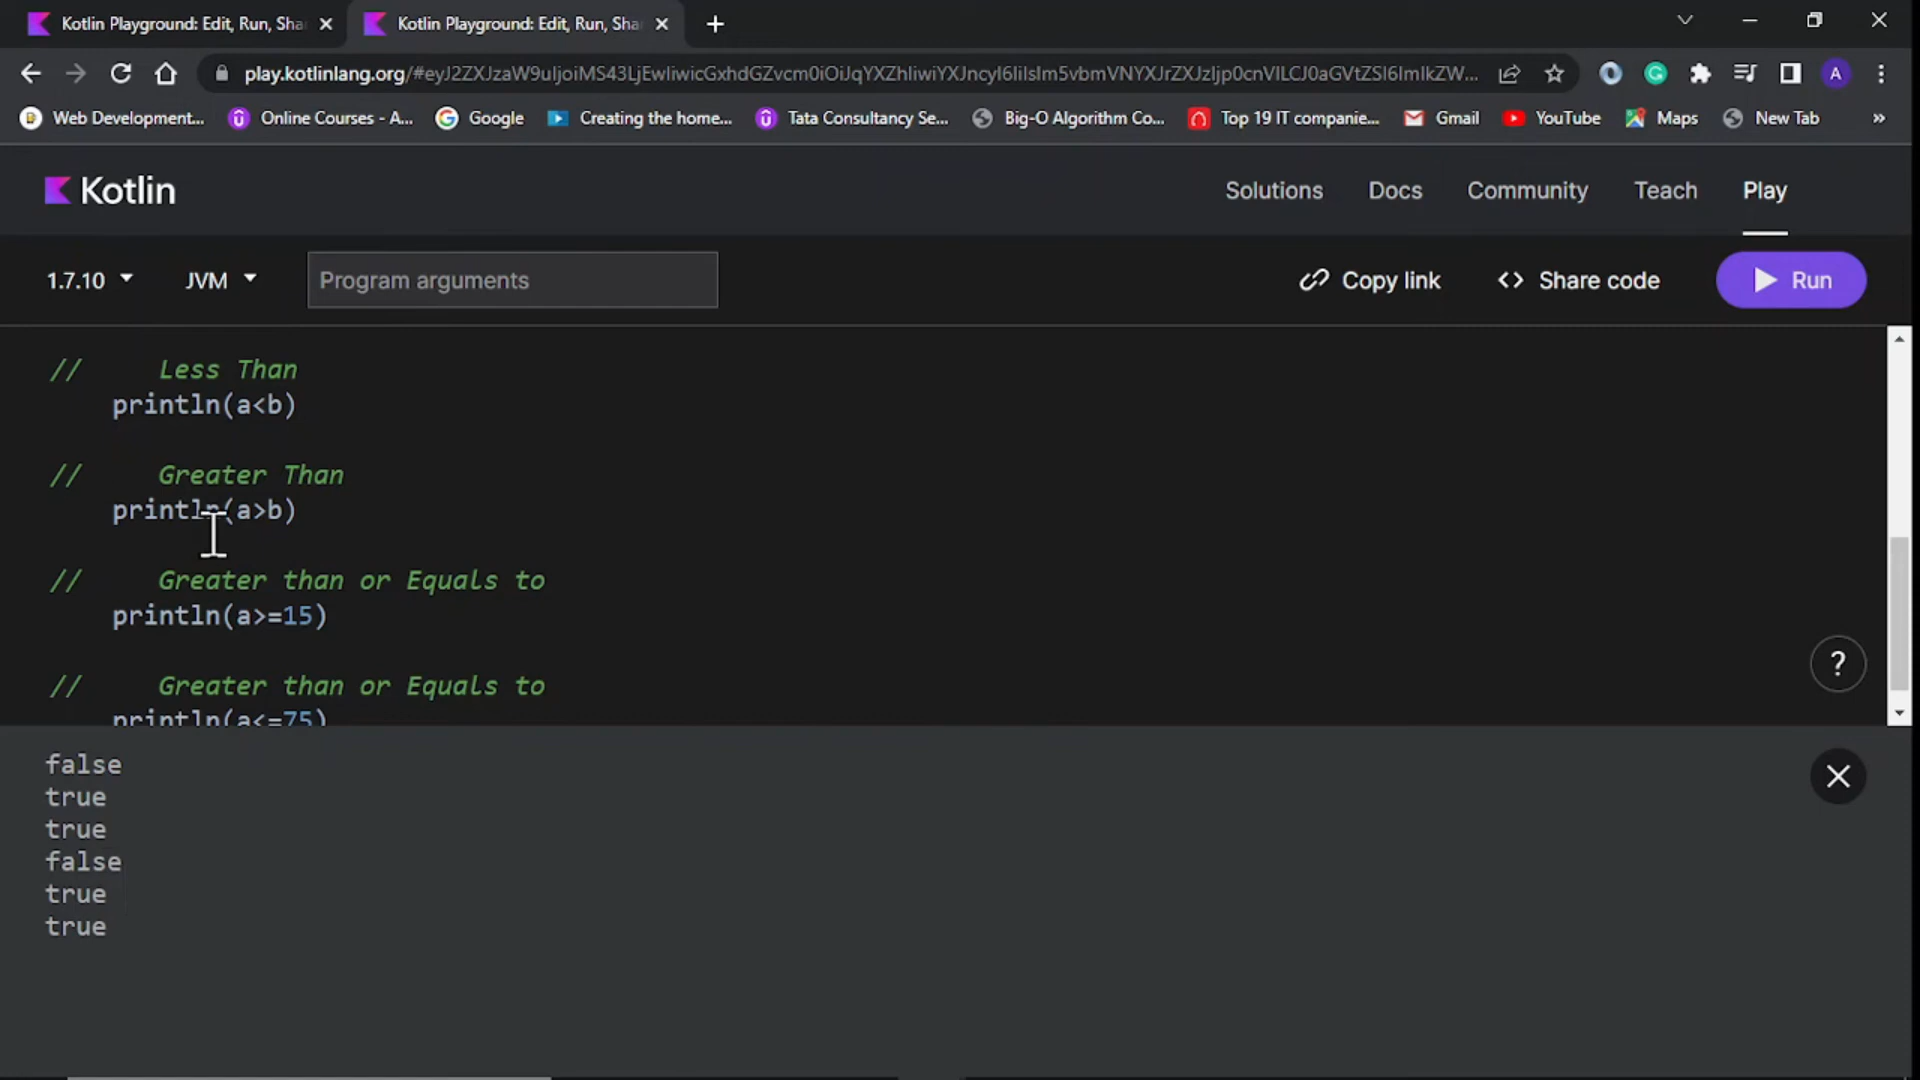 Kotlin Playground: Edit, Run, Sha
Kotlin Playground: Edit, Run, Sha
play.kotlinlang.org/
A
Web Development...
Online Courses - A...
Google
Creating the home...
Tata Consultancy Se...
Big-O Algorithm Co...
Top 19 IT companie...
Gmail
YouTube
Maps
New Tab
»
Kotlin
Solutions
Docs
Community
Teach
Play
1.7.10
JVM
Program arguments
Copy link
<> Share code
Run
// Less Than
println(a<b)
// Greater Than
println(a>b)
// Greater than or Equals to
println(a>=15)
// Greater than or Equals to
println(a<=75)
?
false
true
true
false
true
true